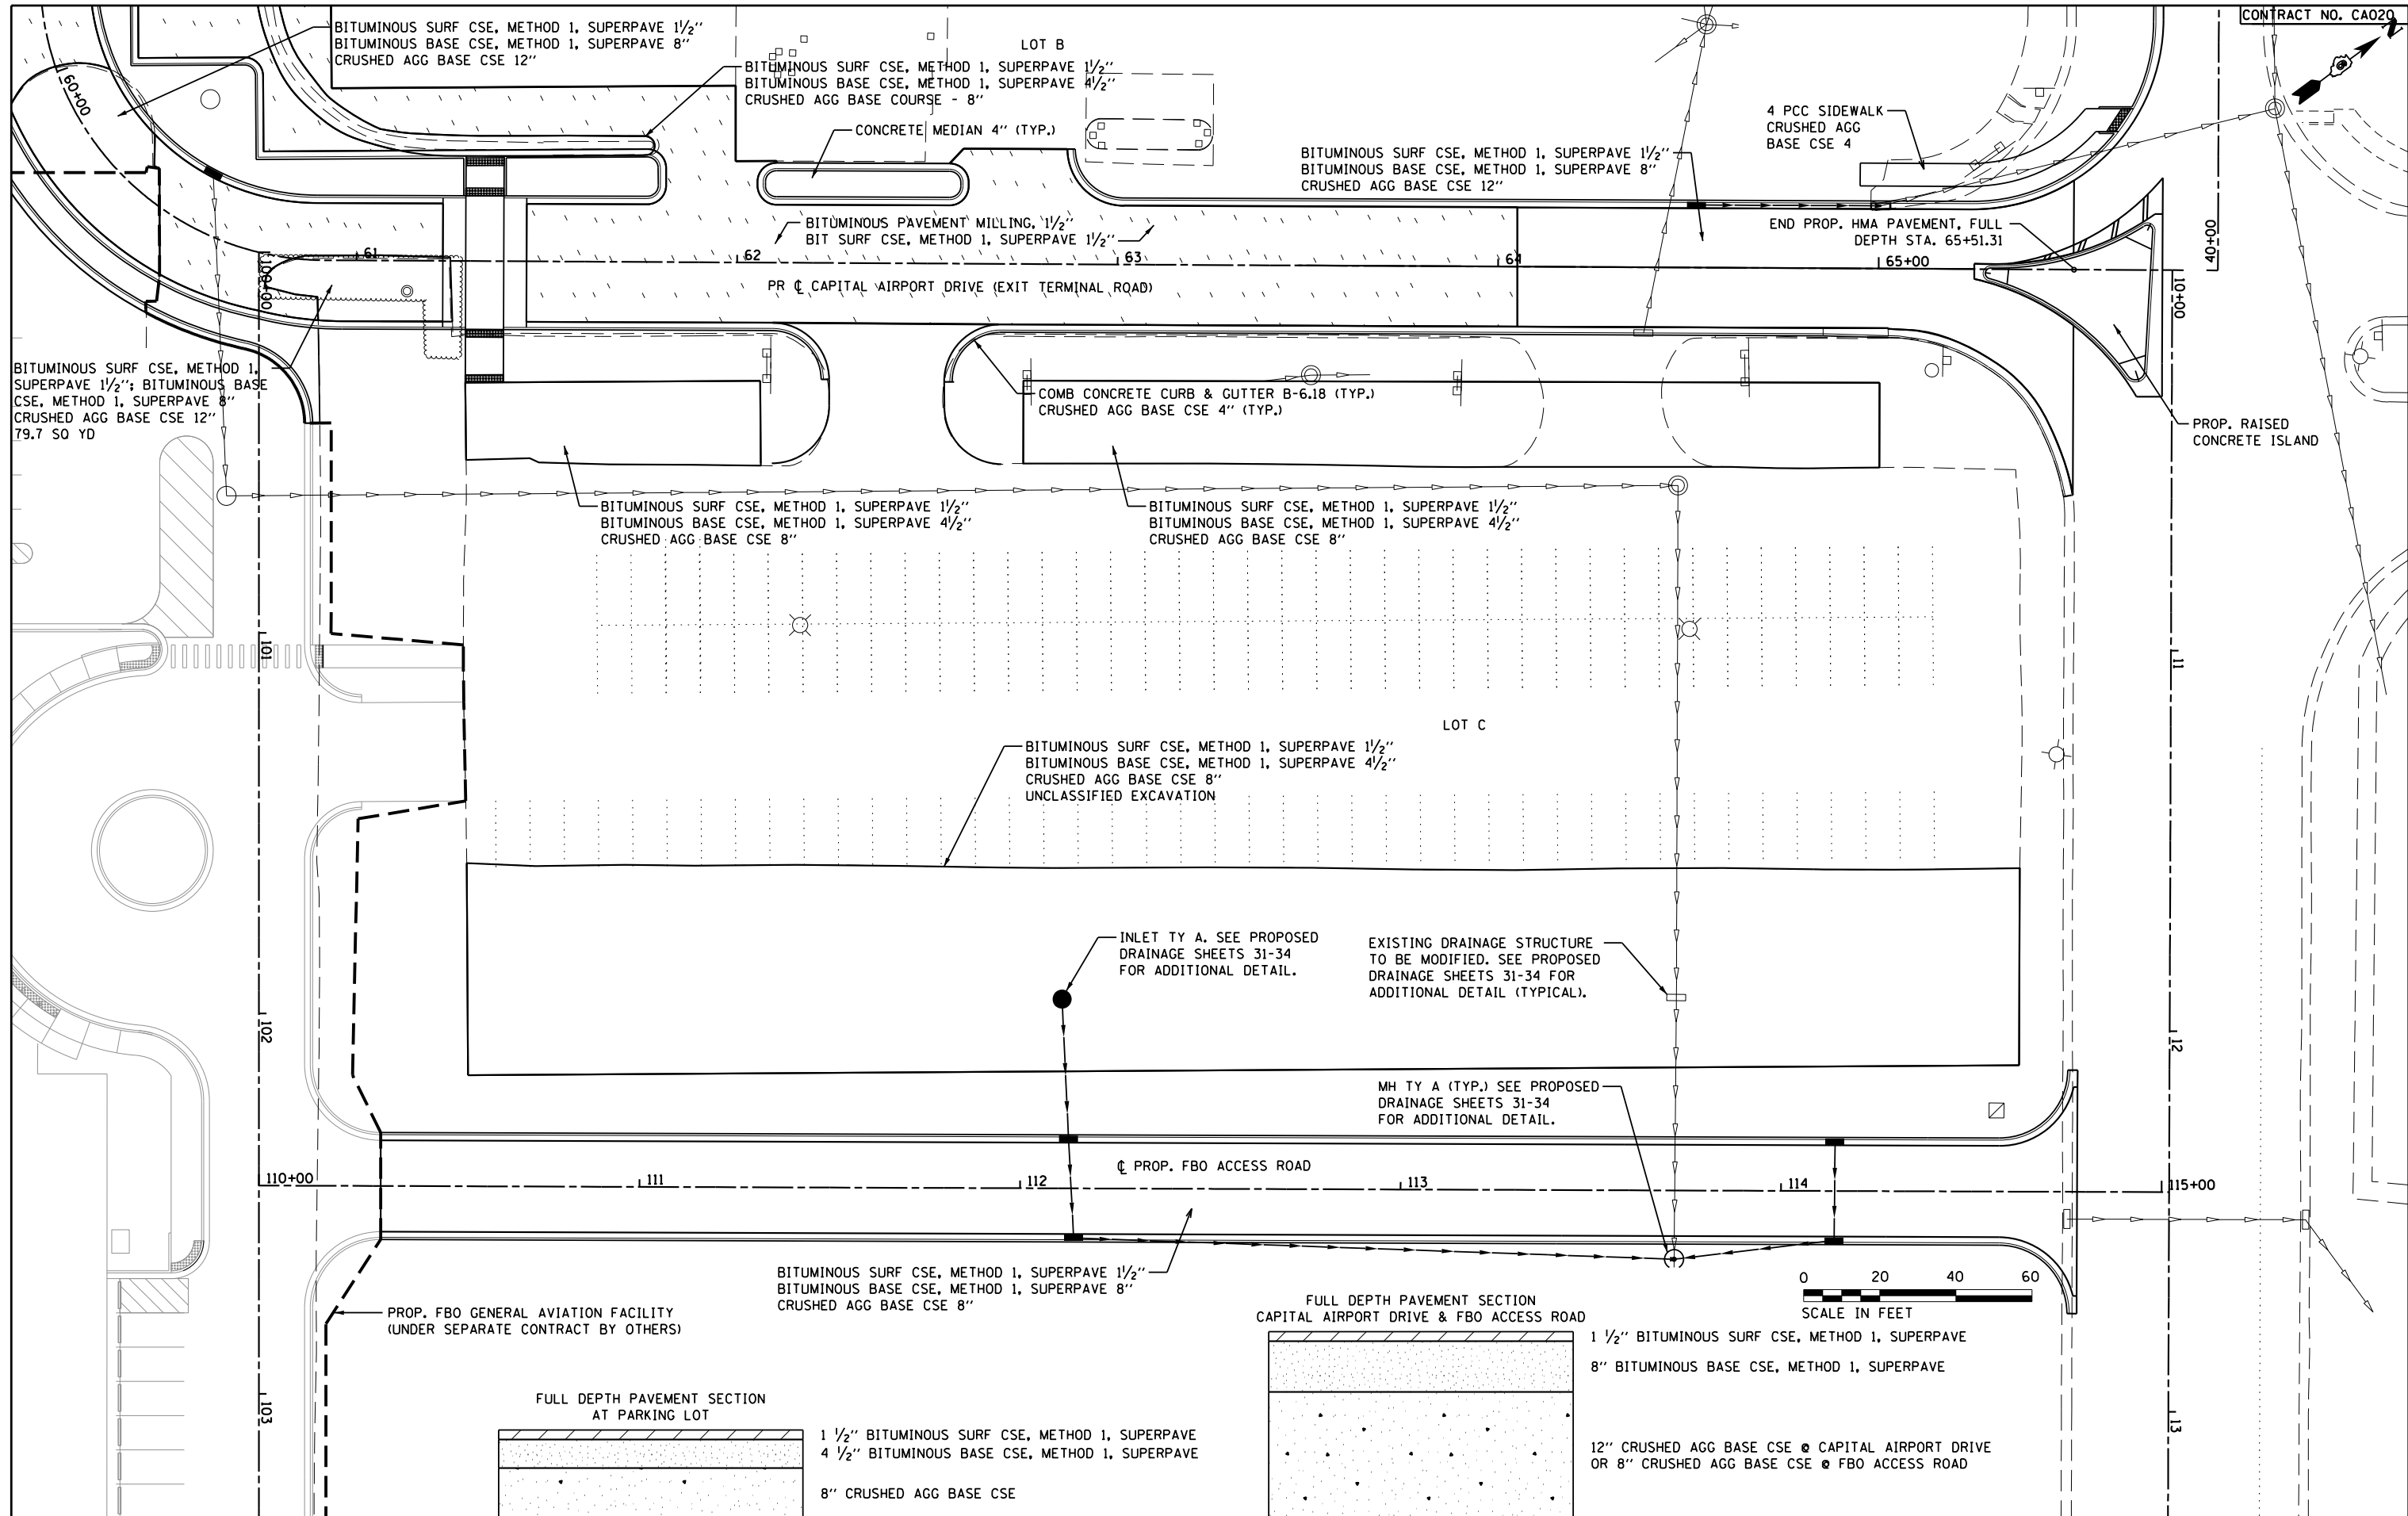 CONTRACT NO. CA020
N
BITUMINOUS SURF CSE, METHOD 1, SUPERPAVE 1½''
BITUMINOUS BASE CSE, METHOD 1, SUPERPAVE 8''
CRUSHED AGG BASE CSE 12''
LOT B
BITUMINOUS SURF CSE, METHOD 1, SUPERPAVE 1½''
BITUMINOUS BASE CSE, METHOD 1, SUPERPAVE 4½''
CRUSHED AGG BASE COURSE - 8''
CONCRETE MEDIAN 4'' (TYP.)
4 PCC SIDEWALK
CRUSHED AGG
BASE CSE 4
BITUMINOUS SURF CSE, METHOD 1, SUPERPAVE 1½''
BITUMINOUS BASE CSE, METHOD 1, SUPERPAVE 8''
CRUSHED AGG BASE CSE 12''
BITUMINOUS PAVEMENT MILLING, 1½''
BIT SURF CSE, METHOD 1, SUPERPAVE 1½''
END PROP. HMA PAVEMENT, FULL
DEPTH STA. 65+51.31
60+00
61
62
63
64
65+00
40+00
10+00
100+00
PR ℄ CAPITAL AIRPORT DRIVE (EXIT TERMINAL ROAD)
BITUMINOUS SURF CSE, METHOD 1,
SUPERPAVE 1½''; BITUMINOUS BASE
CSE, METHOD 1, SUPERPAVE 8''
CRUSHED AGG BASE CSE 12''
79.7 SQ YD
COMB CONCRETE CURB & GUTTER B-6.18 (TYP.)
CRUSHED AGG BASE CSE 4'' (TYP.)
PROP. RAISED
CONCRETE ISLAND
BITUMINOUS SURF CSE, METHOD 1, SUPERPAVE 1½''
BITUMINOUS BASE CSE, METHOD 1, SUPERPAVE 4½''
CRUSHED AGG BASE CSE 8''
BITUMINOUS SURF CSE, METHOD 1, SUPERPAVE 1½''
BITUMINOUS BASE CSE, METHOD 1, SUPERPAVE 4½''
CRUSHED AGG BASE CSE 8''
101
11
LOT C
BITUMINOUS SURF CSE, METHOD 1, SUPERPAVE 1½''
BITUMINOUS BASE CSE, METHOD 1, SUPERPAVE 4½''
CRUSHED AGG BASE CSE 8''
UNCLASSIFIED EXCAVATION
INLET TY A. SEE PROPOSED
DRAINAGE SHEETS 31-34
FOR ADDITIONAL DETAIL.
EXISTING DRAINAGE STRUCTURE
TO BE MODIFIED. SEE PROPOSED
DRAINAGE SHEETS 31-34 FOR
ADDITIONAL DETAIL (TYPICAL).
102
12
MH TY A (TYP.) SEE PROPOSED
DRAINAGE SHEETS 31-34
FOR ADDITIONAL DETAIL.
℄ PROP. FBO ACCESS ROAD
110+00
111
112
113
114
115+00
BITUMINOUS SURF CSE, METHOD 1, SUPERPAVE 1½''
BITUMINOUS BASE CSE, METHOD 1, SUPERPAVE 8''
CRUSHED AGG BASE CSE 8''
PROP. FBO GENERAL AVIATION FACILITY
(UNDER SEPARATE CONTRACT BY OTHERS)
0 20 40 60
SCALE IN FEET
FULL DEPTH PAVEMENT SECTION
CAPITAL AIRPORT DRIVE & FBO ACCESS ROAD
1 ½'' BITUMINOUS SURF CSE, METHOD 1, SUPERPAVE
8'' BITUMINOUS BASE CSE, METHOD 1, SUPERPAVE
12'' CRUSHED AGG BASE CSE @ CAPITAL AIRPORT DRIVE
OR 8'' CRUSHED AGG BASE CSE @ FBO ACCESS ROAD
103
13
FULL DEPTH PAVEMENT SECTION
AT PARKING LOT
1 ½'' BITUMINOUS SURF CSE, METHOD 1, SUPERPAVE
4 ½'' BITUMINOUS BASE CSE, METHOD 1, SUPERPAVE
8'' CRUSHED AGG BASE CSE